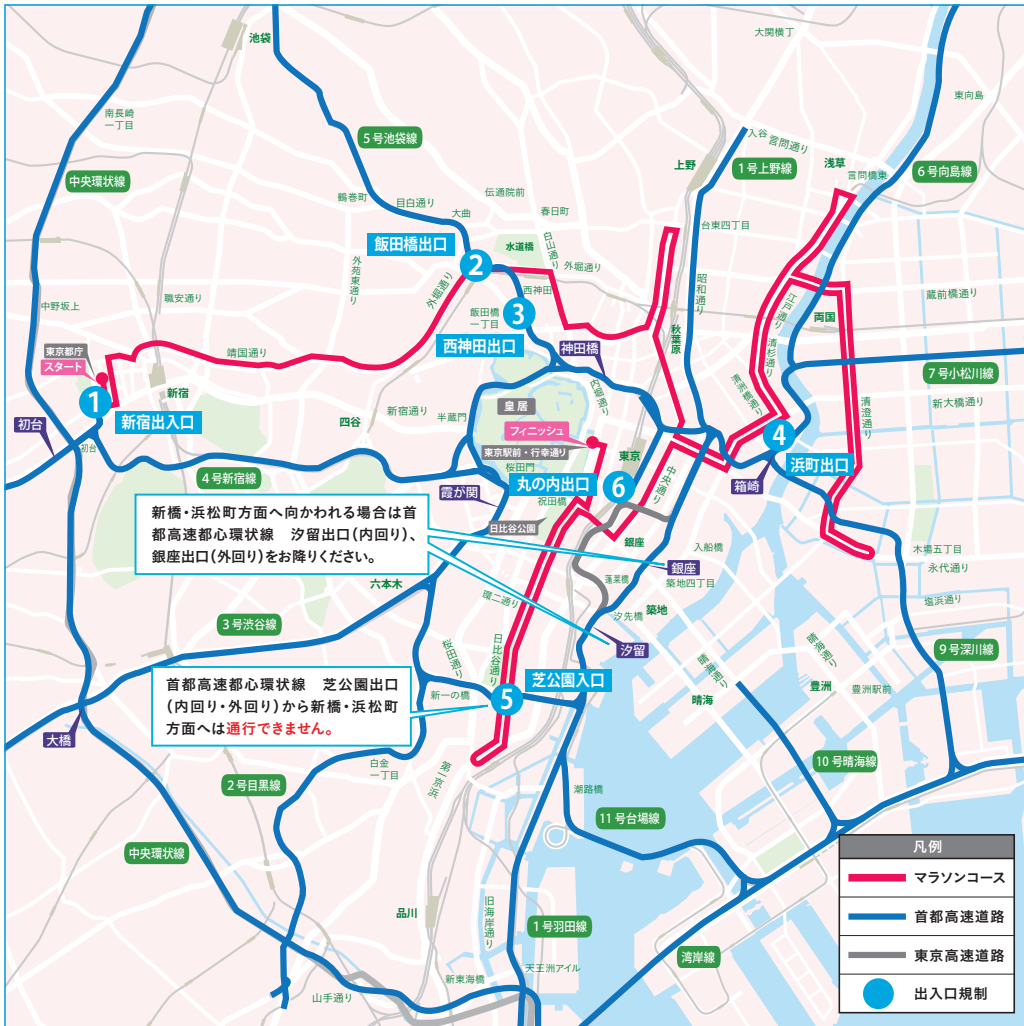 池袋
大関横丁
東向島
南長崎
一丁目
5号池袋線
入谷
言問通り
浅草
上野
1号上野線
言問橋東
6号向島線
中央環状線
鶴巻町
目白通り
伝通院前
大曲
春日町
台東四丁目
飯田橋出口
水道橋
白山通り
外堀通り
2
外苑東通り
外堀通り
昭和通り
西神田
職安通り
中野坂上
飯田橋
一丁目
3
江戸通り
蔵前橋通り
両国
秋葉原
清杉通り
西神田出口
神田橋
東京都庁
スタート
靖国通り
7号小松川線
新宿
内堀通り
清洲橋通り
清澄通り
新大橋通り
1
新宿出入口
新宿通り
半蔵門
皇居
四谷
フィニッシュ
4
初台
初台
東京駅前・行幸通り
東京
浜町出口
桜田門
中央通り
4号新宿線
丸の内出口
6
箱崎
霞が関
祝田橋
新橋・浜松町方面へ向かわれる場合は首
都高速都心環状線 汐留出口(内回り)、
銀座出口(外回り)をお降りください。
日比谷公園
銀座
入船橋
木場五丁目
永代通り
銀座
六本木
蓬莱橋
築地四丁目
環二通り
塩浜通り
築地
汐先橋
3号渋谷線
汐留
桜田通り
日比谷通り
晴海通り
晴海通り
9号深川線
首都高速都心環状線 芝公園出口
(内回り・外回り)から新橋・浜松町
方面へは通行できません。
芝公園入口
新一の橋
5
晴海
豊洲
豊洲駅前
大橋
白金
一丁目
第一京浜
10号晴海線
2号目黒線
潮路橋
11号台場線
中央環状線
凡例
マラソンコース
首都高速道路
東京高速道路
出入口規制
品川
旧海岸通り
1号羽田線
湾岸線
天王洲アイル
新東海橋
山手通り